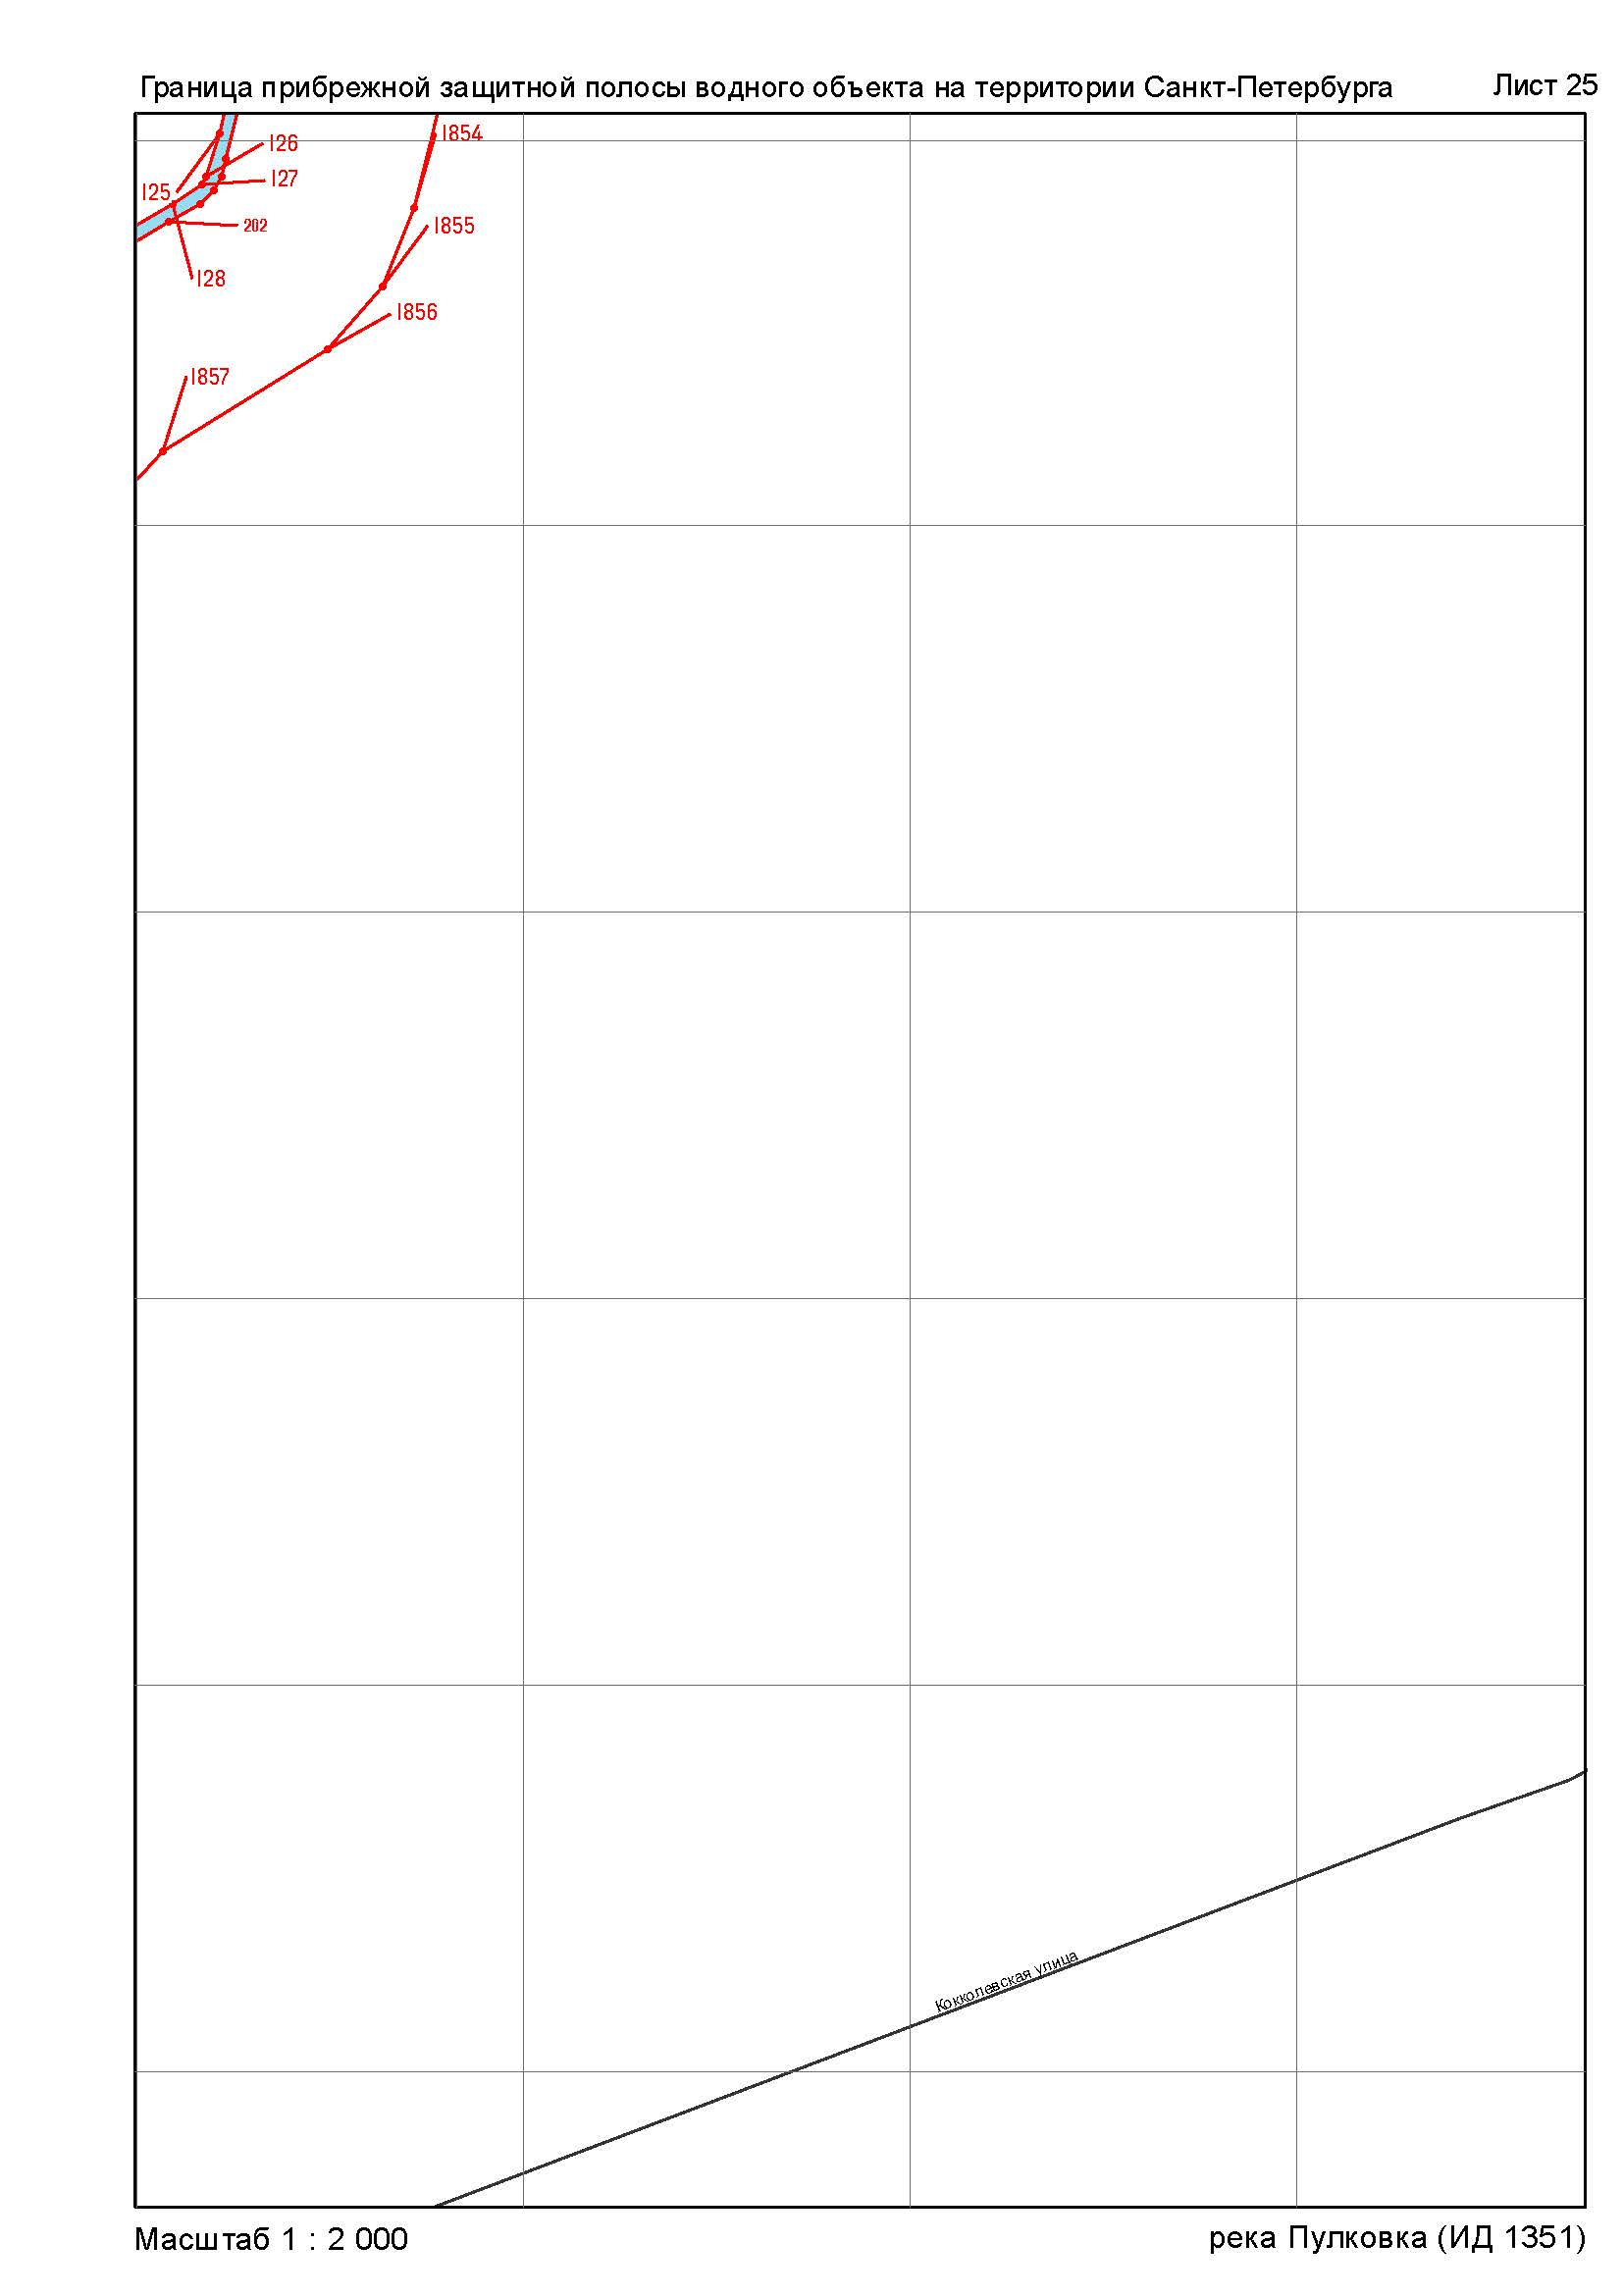 Граница прибрежной защитной полосы водного объекта на территории Санкт-Петербурга
Лист 25
1854
126
127
125
202
1855
128
1856
1857
Кокколевская улица
Масштаб 1 : 2 000
река Пулковка (ИД 1351)